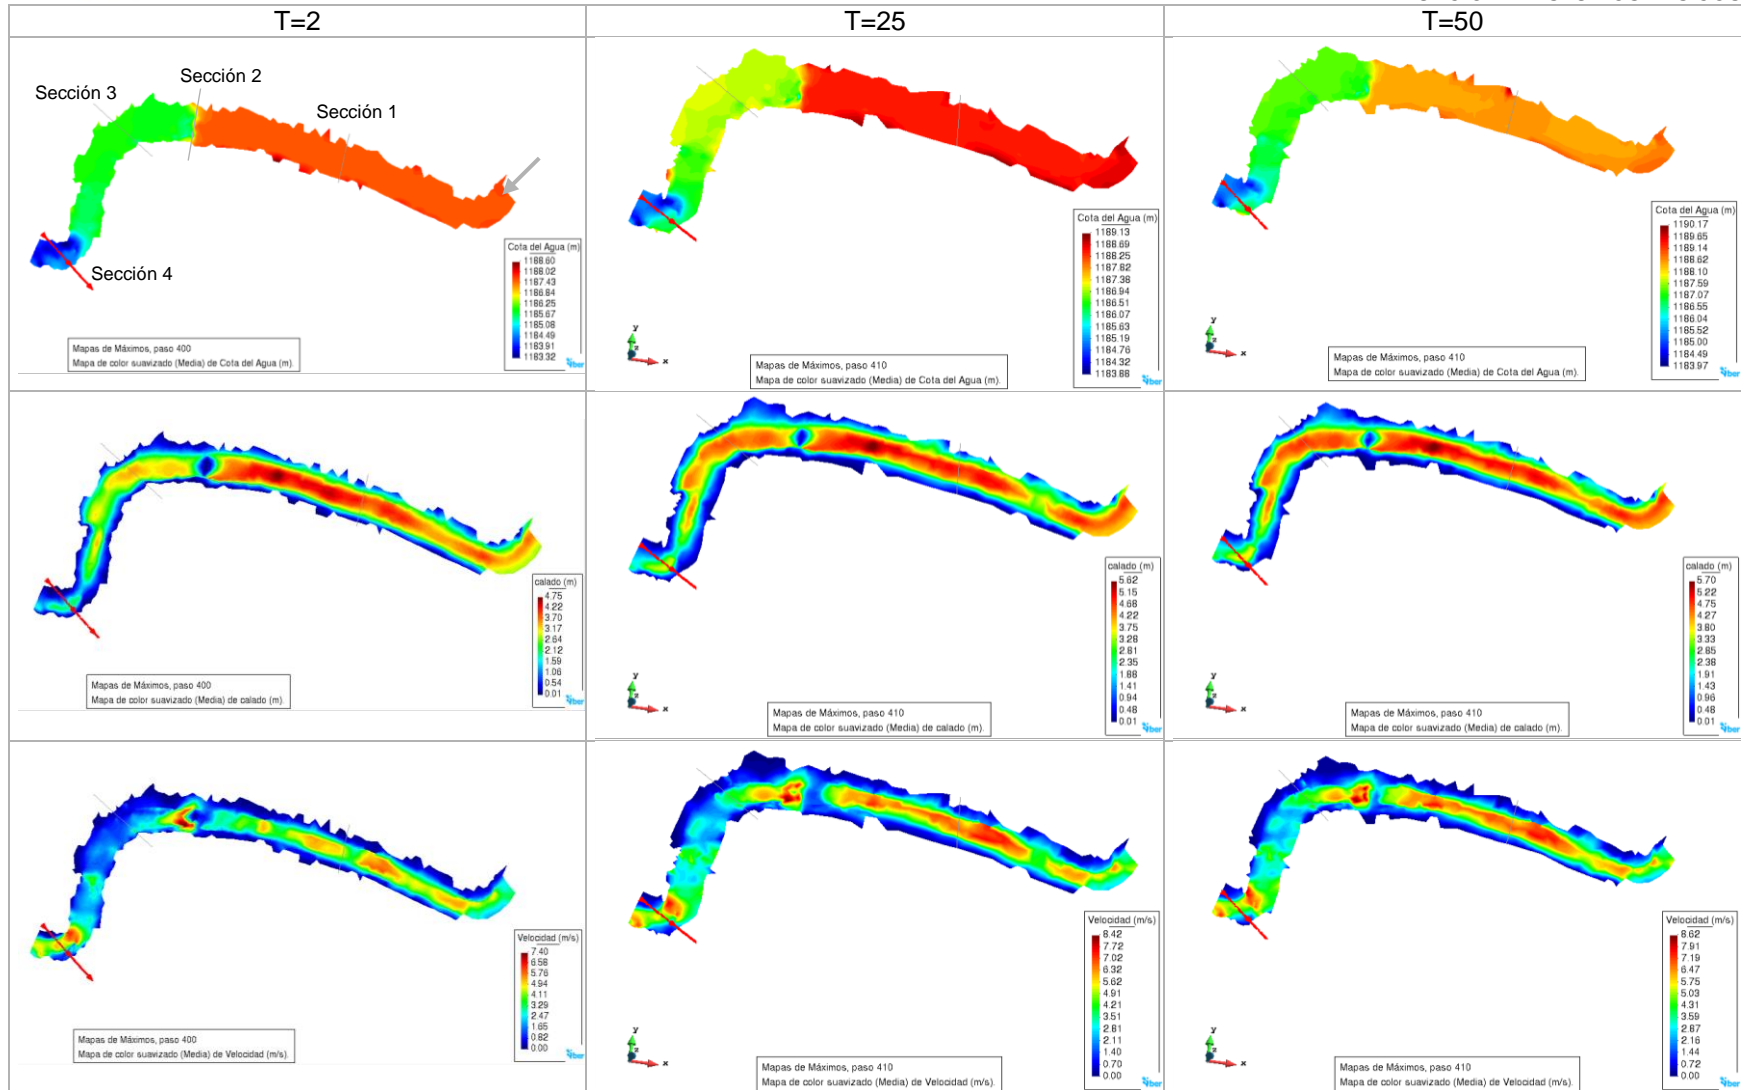 T=2
T=25
T=50
Sección 2
Sección 3
Sección 1
Sección 4
Cota del Agua (m)
1188.60
1188.02
1187.43
1186.84
1186.25
1185.67
1185.08
1184.49
1183.91
1183.32
Mapas de Máximos, paso 400
Mapa de color suavizado (Media) de Cota del Agua (m).
iber
Cota del Agua (m)
1189.13
1188.69
1188.25
1187.82
1187.38
1186.94
1186.51
1186.07
1185.63
1185.19
1184.76
1184.32
1183.88
y
z
x
Mapas de Máximos, paso 410
Mapa de color suavizado (Media) de Cota del Agua (m).
iber
Cota del Agua (m)
1190.17
1189.65
1189.14
1188.62
1188.10
1187.59
1187.07
1186.55
1186.04
1185.52
1185.00
1184.49
1183.97
y
z
x
Mapas de Máximos, paso 410
Mapa de color suavizado (Media) de Cota del Agua (m).
iber
calado (m)
4.75
4.22
3.70
3.17
2.64
2.12
1.59
1.06
0.54
0.01
Mapas de Máximos, paso 400
Mapa de color suavizado (Media) de calado (m).
iber
calado (m)
5.62
5.15
4.68
4.22
3.75
3.28
2.81
2.35
1.88
1.41
0.94
0.48
0.01
y
z
x
Mapas de Máximos, paso 410
Mapa de color suavizado (Media) de calado (m).
iber
calado (m)
5.70
5.22
4.75
4.27
3.80
3.33
2.85
2.38
1.91
1.43
0.96
0.48
0.01
y
z
x
Mapas de Máximos, paso 410
Mapa de color suavizado (Media) de calado (m).
iber
Velocidad (m/s)
7.40
6.58
5.76
4.94
4.11
3.29
2.47
1.65
0.82
0.00
Mapas de Máximos, paso 400
Mapa de color suavizado (Media) de Velocidad (m/s).
iber
Velocidad (m/s)
8.42
7.72
7.02
6.32
5.62
4.91
4.21
3.51
2.81
2.11
1.40
0.70
0.00
y
z
x
Mapas de Máximos, paso 410
Mapa de color suavizado (Media) de Velocidad (m/s).
iber
Velocidad (m/s)
8.62
7.91
7.19
6.47
5.75
5.03
4.31
3.59
2.87
2.16
1.44
0.72
0.00
y
z
x
Mapas de Máximos, paso 410
Mapa de color suavizado (Media) de Velocidad (m/s).
iber